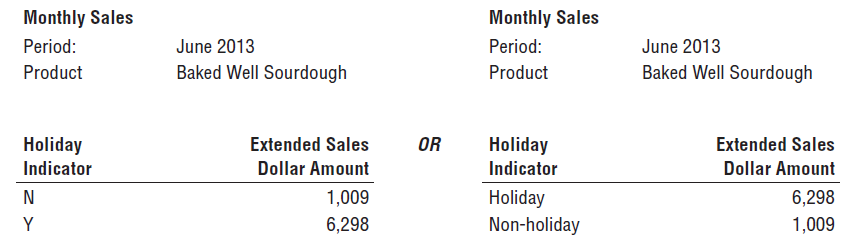 Monthly Sales
Period: June 2013
Product Baked Well Sourdough
Holiday Indicator Extended Sales Dollar Amount
N 1,009
Y 6,298
OR
Monthly Sales
Period: June 2013
Product Baked Well Sourdough
Holiday Indicator Extended Sales Dollar Amount
Holiday 6,298
Non-holiday 1,009